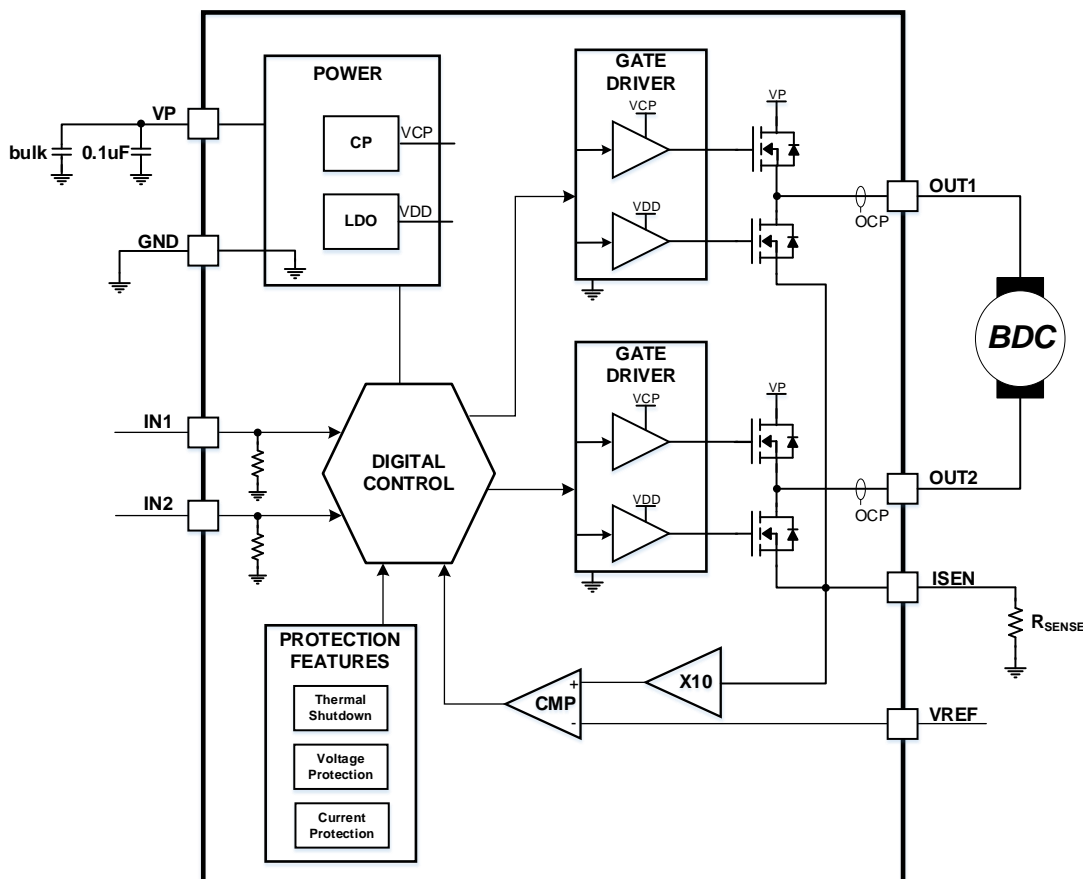 POWER
CP
VCP
LDO
VDD
VP
bulk
0.1uF
GND
GATE
DRIVER
VCP
VDD
VP
OCP
OUT1
BDC
GATE
DRIVER
VCP
VDD
VP
OCP
OUT2
IN1
IN2
DIGITAL
CONTROL
ISEN
RSENSE
PROTECTION
FEATURES
Thermal
Shutdown
Voltage
Protection
Current
Protection
X10
CMP
+
-
VREF